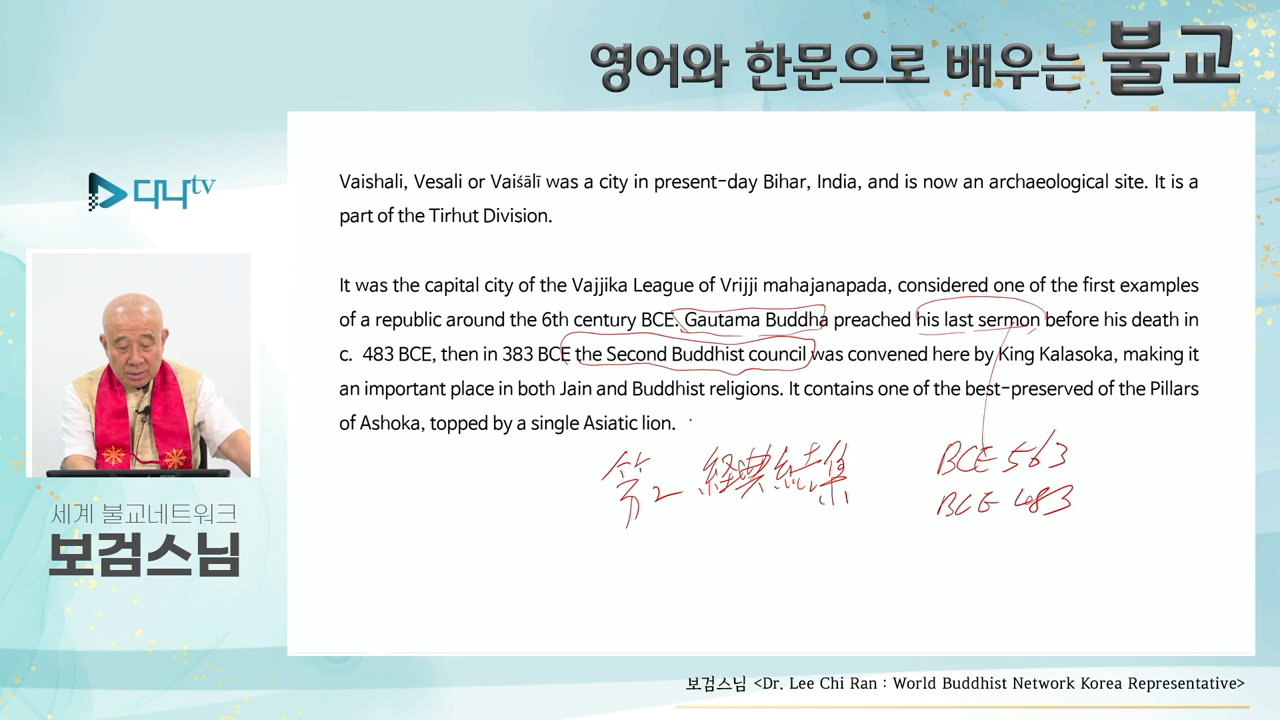 영어와 한문으로 배우는 불교
다나tv
Vaishali, Vesali or Vaiśālī was a city in present-day Bihar, India, and is now an archaeological site. It is a
part of the Tirhut Division.
It was the capital city of the Vajjika League of Vrijji mahajanapada, considered one of the first examples
of a republic around the 6th century BCE. Gautama Buddha preached his last sermon before his death in
c. 483 BCE, then in 383 BCE the Second Buddhist council was convened here by King Kalasoka, making it
an important place in both Jain and Buddhist religions. It contains one of the best-preserved of the Pillars
of Ashoka, topped by a single Asiatic lion.
第2 経典結集
BCE 563
BCE 483
세계 불교네트워크
보검스님
보검스님 <Dr. Lee Chi Ran : World Buddhist Network Korea Representative>